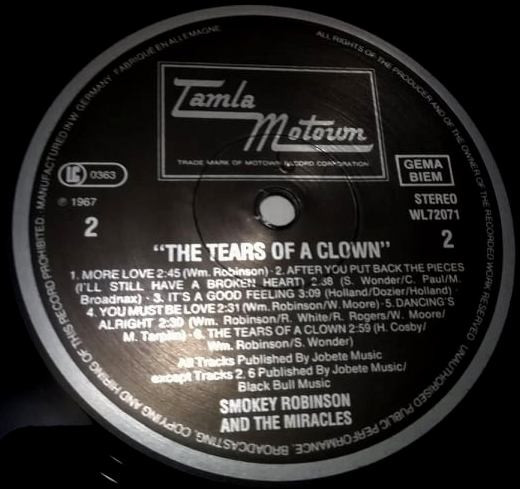 MANUFACTURED IN W. GERMANY. FABRIQUÉ EN ALLEMAGNE
ALL RIGHTS OF THE PRODUCER AND OF THE OWNER OF THE RECORDED WORK RESERVED. UNAUTHORISED PUBLIC PERFORMANCE, BROADCASTING, COPYING AND HIRING OF THIS RECORD PROHIBITED.
Tamla
Motown
TRADE MARK OF MOTOWN RECORD CORPORATION
LC 0363
GEMA
BIEM
℗ 1967
STEREO
WL72071
2
2
"THE TEARS OF A CLOWN"
1. MORE LOVE 2:45 (Wm. Robinson) · 2. AFTER YOU PUT BACK THE PIECES
(I'LL STILL HAVE A BROKEN HEART) 2:38 (S. Wonder/C. Paul/M.
Broadnax) · 3. IT'S A GOOD FEELING 3:09 (Holland/Dozier/Holland) ·
4. YOU MUST BE LOVE 2:31 (Wm. Robinson/W. Moore) · 5. DANCING'S
ALRIGHT 2:30 (Wm. Robinson/R. White/R. Rogers/W. Moore/
M. Tarplin) · 6. THE TEARS OF A CLOWN 2:59 (H. Cosby/
Wm. Robinson/S. Wonder)
All Tracks Published By Jobete Music
except Tracks 2, 6 Published By Jobete Music/
Black Bull Music
SMOKEY ROBINSON
AND THE MIRACLES